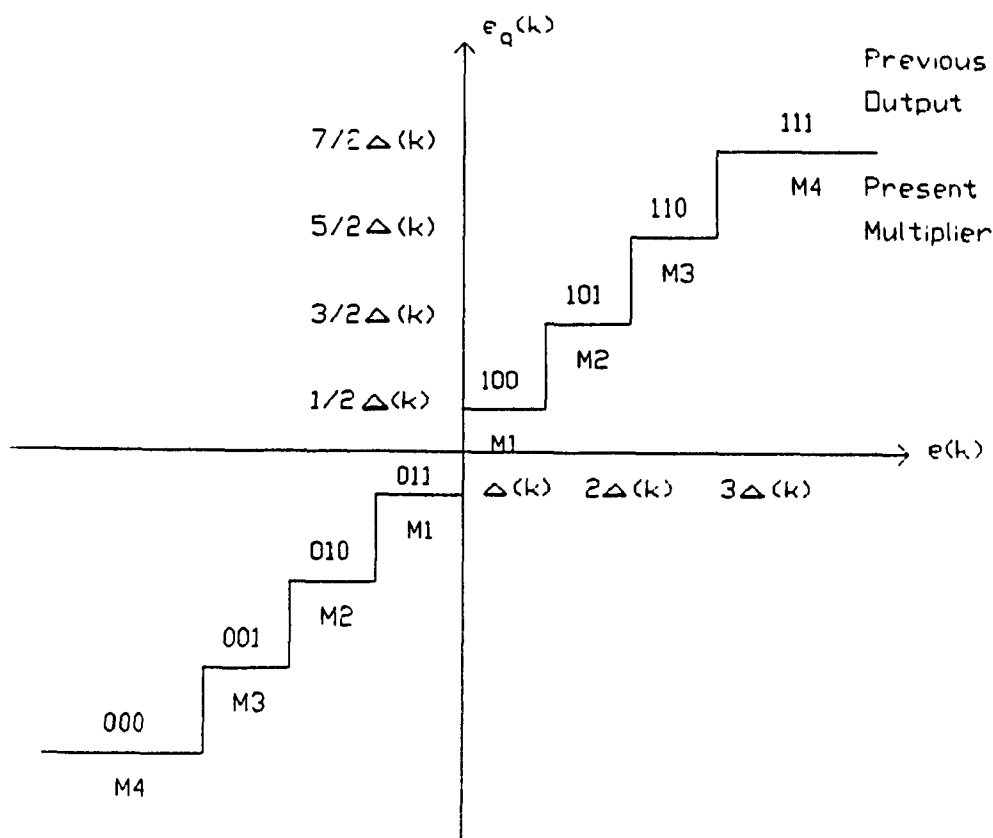 e_q(k)
Previous
Output
7/2 Δ(k)
111
M4
Present
Multiplier
5/2 Δ(k)
110
M3
3/2 Δ(k)
101
M2
1/2 Δ(k)
100
M1
e(k)
Δ(k) 2Δ(k) 3Δ(k)
011
M1
010
M2
001
M3
000
M4